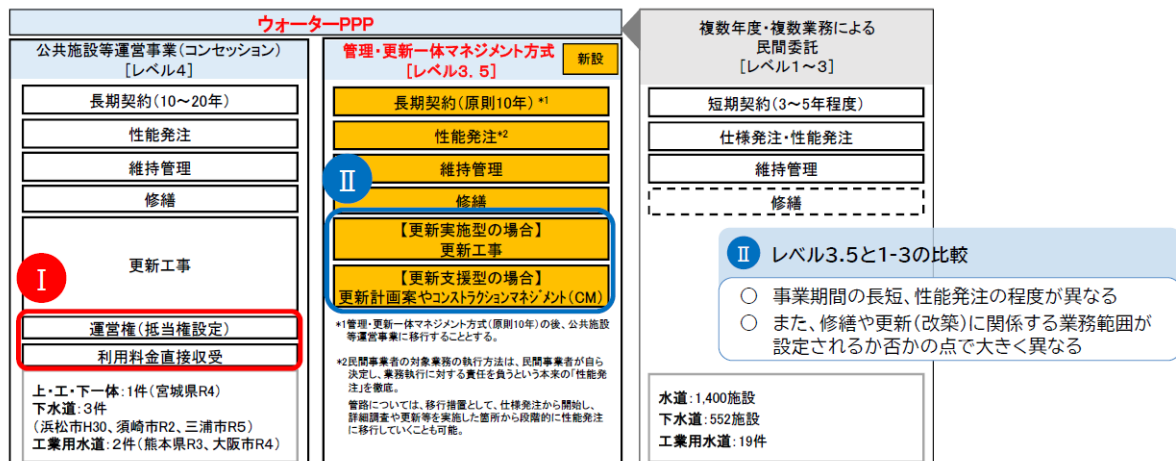 ウォーターPPP
公共施設等運営事業（コンセッション）
［レベル4］
長期契約（10～20年）
性能発注
維持管理
修繕
更新工事
Ⅰ
運営権（抵当権設定）
利用料金直接収受
上・工・下一体：1件（宮城県R4）
下水道：3件
（浜松市H30、須崎市R2、三浦市R5）
工業用水道：2件（熊本県R3、大阪市R4）
管理・更新一体マネジメント方式
［レベル3．5］
新設
長期契約（原則10年）*1
性能発注*2
維持管理
Ⅱ
修繕
【更新実施型の場合】
更新工事
【更新支援型の場合】
更新計画案やコンストラクションマネジメント（CM）
*1管理・更新一体マネジメント方式（原則10年）の後、公共施設
等運営事業に移行することとする。
*2民間事業者の対象業務の執行方法は、民間事業者が自ら
決定し、業務執行に対する責任を負うという本来の「性能発
注」を徹底。
管路については、移行措置として、仕様発注から開始し、
詳細調査や更新等を実施した箇所から段階的に性能発注
に移行していくことも可能。
複数年度・複数業務による
民間委託
［レベル1～3］
短期契約（3～5年程度）
仕様発注・性能発注
維持管理
修繕
Ⅱ レベル3.5と1-3の比較
○ 事業期間の長短、性能発注の程度が異なる
○ また、修繕や更新(改築)に関係する業務範囲が
設定されるか否かの点で大きく異なる
水道：1,400施設
下水道：552施設
工業用水道：19件